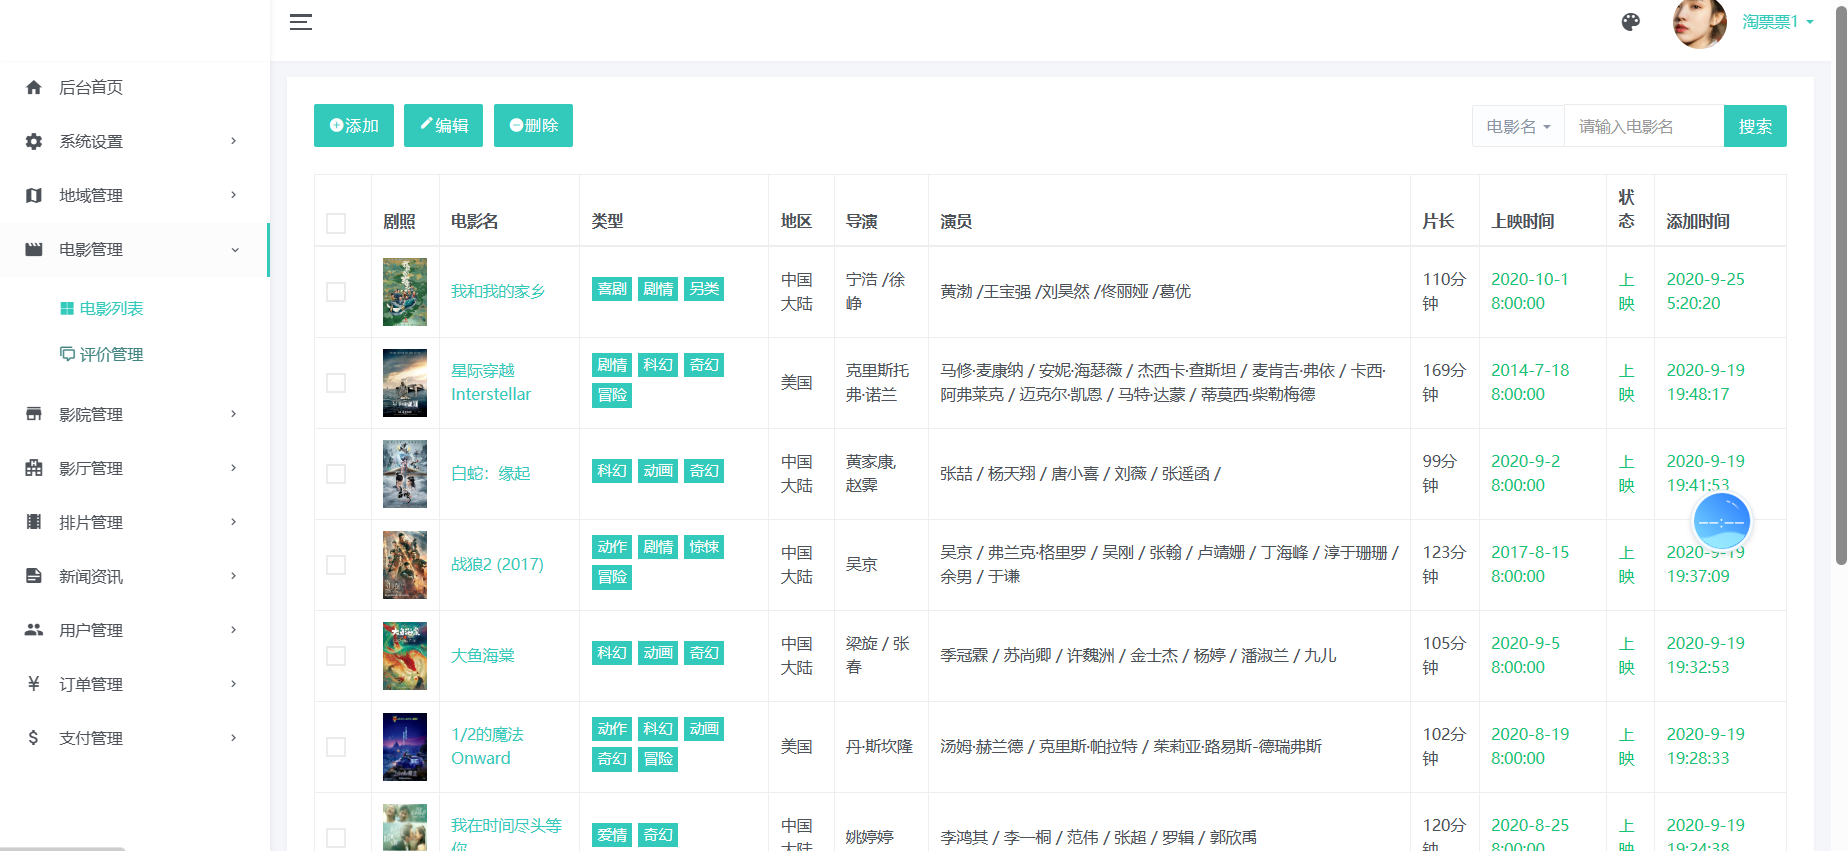 淘票票1
后台首页
系统设置
地域管理
电影管理
电影列表
评价管理
影院管理
影厅管理
排片管理
新闻资讯
用户管理
订单管理
支付管理
添加 编辑 删除
电影名 请输入电影名 搜索
剧照 电影名 类型 地区 导演 演员 片长 上映时间 状态 添加时间
我和我的家乡 喜剧 剧情 另类 中国大陆 宁浩 /徐峥 黄渤 /王宝强 /刘昊然 /佟丽娅 /葛优 110分钟 2020-10-1 8:00:00 上映 2020-9-25 5:20:20
星际穿越 Interstellar 剧情 科幻 奇幻 冒险 美国 克里斯托弗·诺兰 马修·麦康纳 / 安妮·海瑟薇 / 杰西卡·查斯坦 / 麦肯吉·弗依 / 卡西·阿弗莱克 / 迈克尔·凯恩 / 马特·达蒙 / 蒂莫西·柴勒梅德 169分钟 2014-7-18 8:00:00 上映 2020-9-19 19:48:17
白蛇：缘起 科幻 动画 奇幻 中国大陆 黄家康, 赵霁 张喆 / 杨天翔 / 唐小喜 / 刘薇 / 张遥函 / 99分钟 2020-9-2 8:00:00 上映 2020-9-19 19:41:53
战狼2 (2017) 动作 剧情 惊悚 冒险 中国大陆 吴京 吴京 / 弗兰克·格里罗 / 吴刚 / 张翰 / 卢靖姗 / 丁海峰 / 淳于珊珊 / 余男 / 于谦 123分钟 2017-8-15 8:00:00 上映 2020-9-19 19:37:09
大鱼海棠 科幻 动画 奇幻 中国大陆 梁旋 / 张春 季冠霖 / 苏尚卿 / 许魏洲 / 金士杰 / 杨婷 / 潘淑兰 / 九儿 105分钟 2020-9-5 8:00:00 上映 2020-9-19 19:32:53
1/2的魔法 Onward 动作 科幻 动画 奇幻 冒险 美国 丹·斯坎隆 汤姆·赫兰德 / 克里斯·帕拉特 / 茱莉亚·路易斯-德瑞弗斯 102分钟 2020-8-19 8:00:00 上映 2020-9-19 19:28:33
我在时间尽头等你 爱情 奇幻 中国大陆 姚婷婷 李鸿其 / 李一桐 / 范伟 / 张超 / 罗辑 / 郭欣禹 120分钟 2020-8-25 8:00:00 上映 2020-9-19 19:24:38